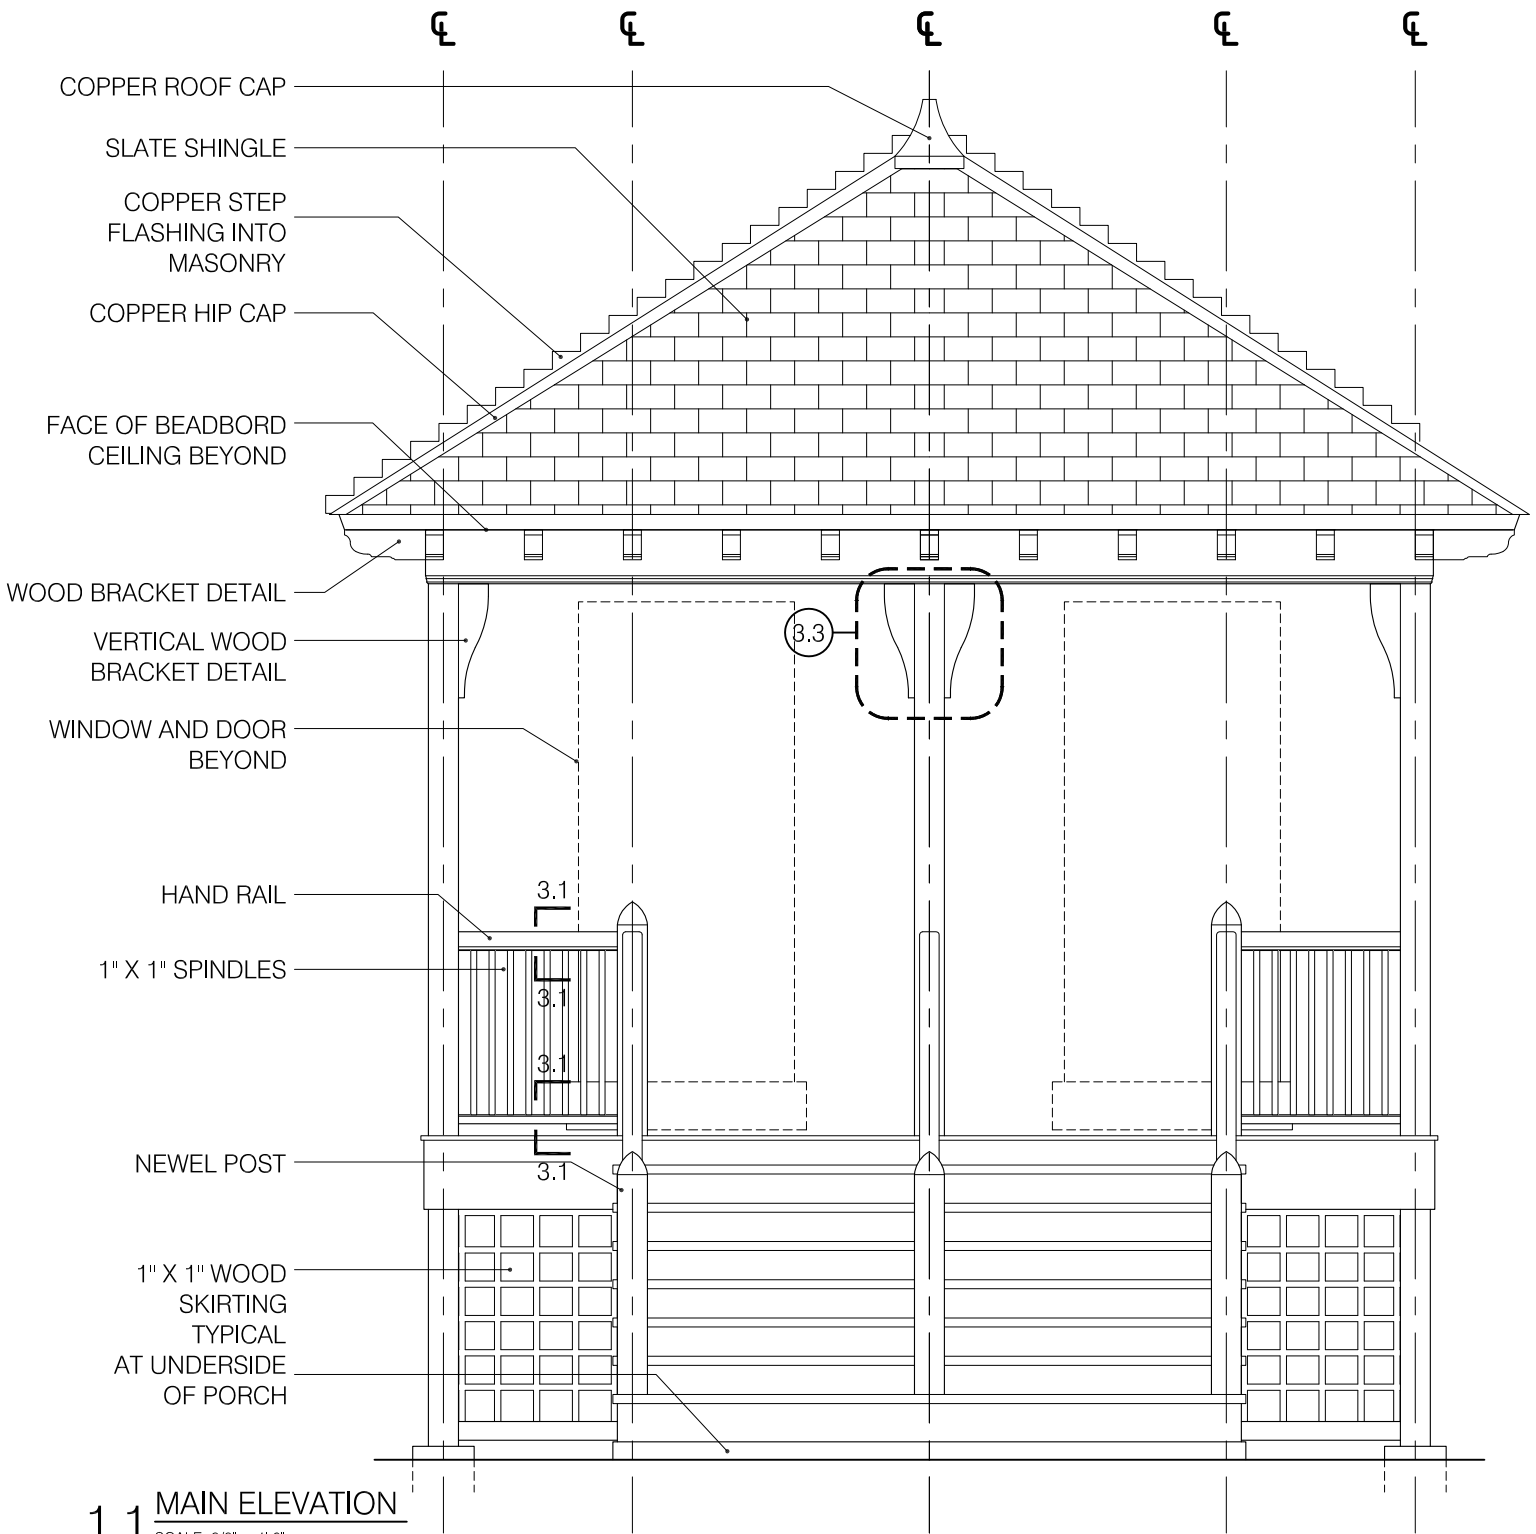 ℄ ℄ ℄ ℄ ℄
COPPER ROOF CAP
SLATE SHINGLE
COPPER STEP
FLASHING INTO
MASONRY
COPPER HIP CAP
FACE OF BEADBORD
CEILING BEYOND
WOOD BRACKET DETAIL
VERTICAL WOOD
BRACKET DETAIL
3.3
WINDOW AND DOOR
BEYOND
HAND RAIL
3.1
1" X 1" SPINDLES
3.1
3.1
NEWEL POST
3.1
1" X 1" WOOD
SKIRTING
TYPICAL
AT UNDERSIDE
OF PORCH
1.1
MAIN ELEVATION